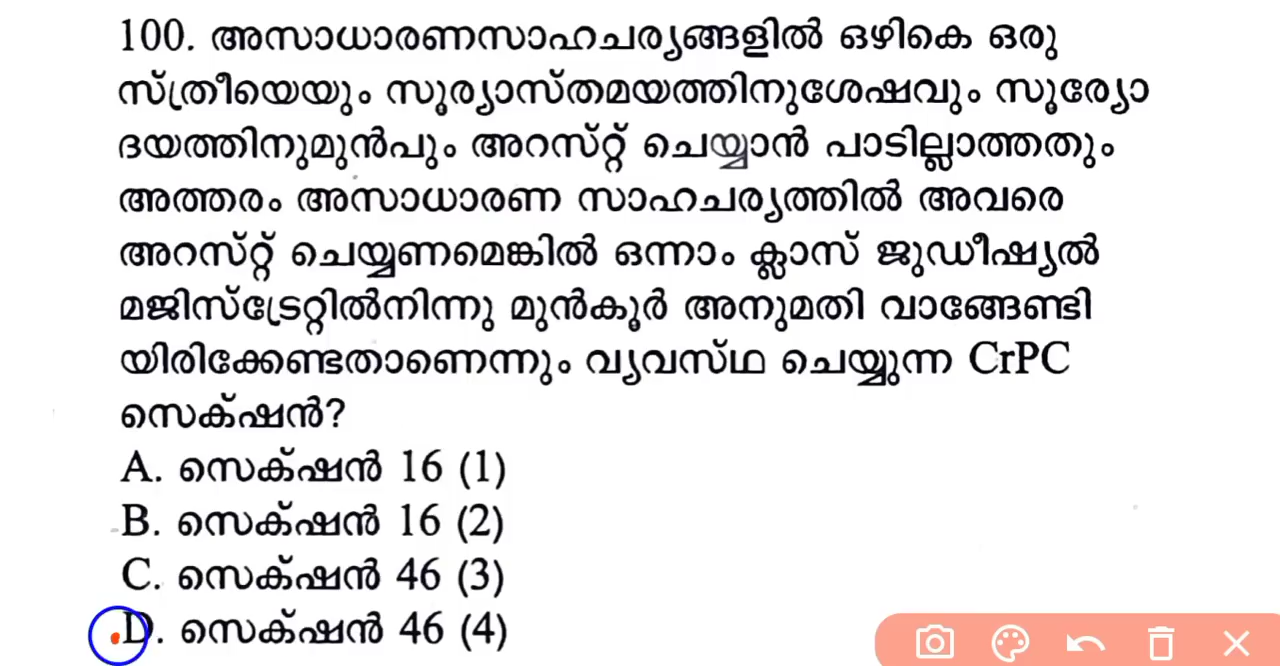 100. അസാധാരണസാഹചര്യങ്ങളിൽ ഒഴികെ ഒരു
സ്ത്രീയെയും സൂര്യാസ്തമയത്തിനുശേഷവും സൂര്യോ
ദയത്തിനുമുൻപും അറസ്റ്റ് ചെയ്യാൻ പാടില്ലാത്തതും
അത്തരം അസാധാരണ സാഹചര്യത്തിൽ അവരെ
അറസ്റ്റ് ചെയ്യണമെങ്കിൽ ഒന്നാം ക്ലാസ് ജുഡീഷ്യൽ
മജിസ്ട്രേറ്റിൽനിന്നു മുൻകൂർ അനുമതി വാങ്ങേണ്ടി
യിരിക്കേണ്ടതാണെന്നും വ്യവസ്ഥ ചെയ്യുന്ന CrPC
സെക്ഷൻ?
A. സെക്ഷൻ 16 (1)
B. സെക്ഷൻ 16 (2)
C. സെക്ഷൻ 46 (3)
D. സെക്ഷൻ 46 (4)